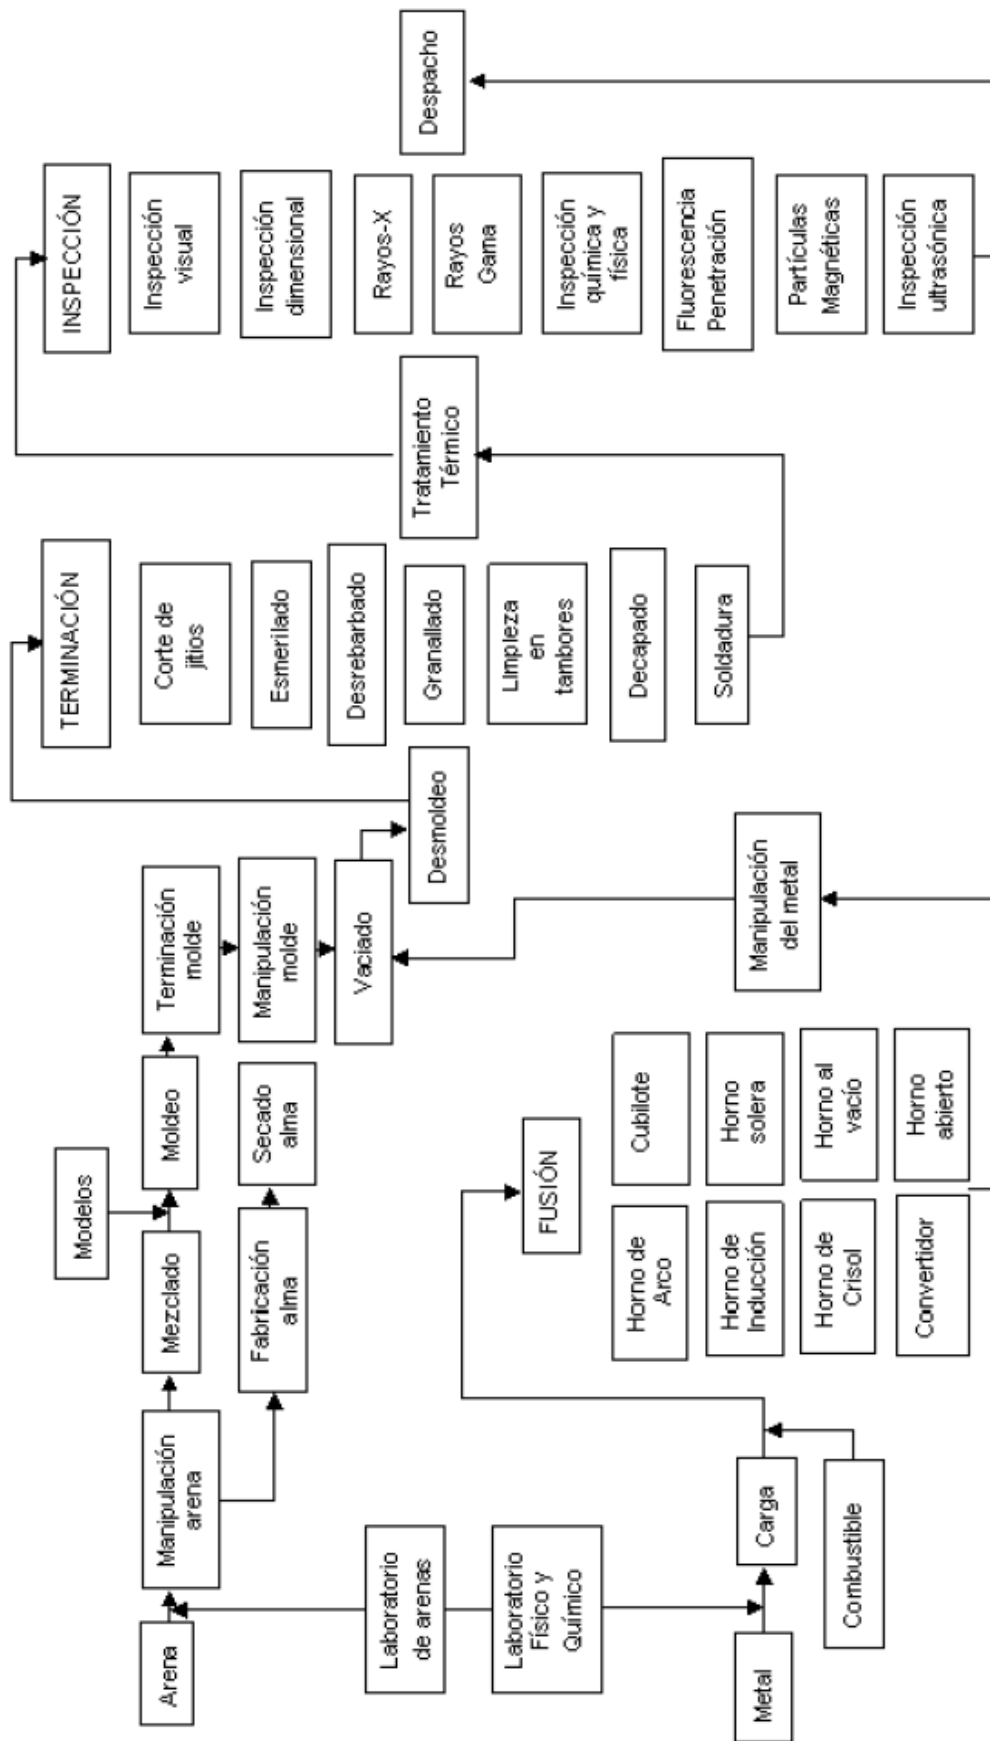 Arena
Manipulación
arena
Mezclado
Modelos
Moldeo
Terminación
molde
Fabricación
alma
Secado
alma
Manipulación
molde
Vaciado
Desmoldeo
Laboratorio
de arenas
Laboratorio
Físico y
Químico
Metal
Carga
Combustible
FUSIÓN
Horno de
Arco
Cubilote
Horno de
Inducción
Horno
solera
Horno de
Crisol
Horno al
vacío
Convertidor
Horno
abierto
Manipulación
del metal
TERMINACIÓN
Corte de
jitios
Esmerilado
Desrebarbado
Granallado
Limpleza
en
tambores
Decapado
Soldadura
Tratamiento
Térmico
INSPECCIÓN
Inspección
visual
Inspección
dimensional
Rayos-X
Rayos
Gama
Inspección
química y
física
Fluorescencia
Penetración
Partículas
Magnéticas
Inspección
ultrasónica
Despacho